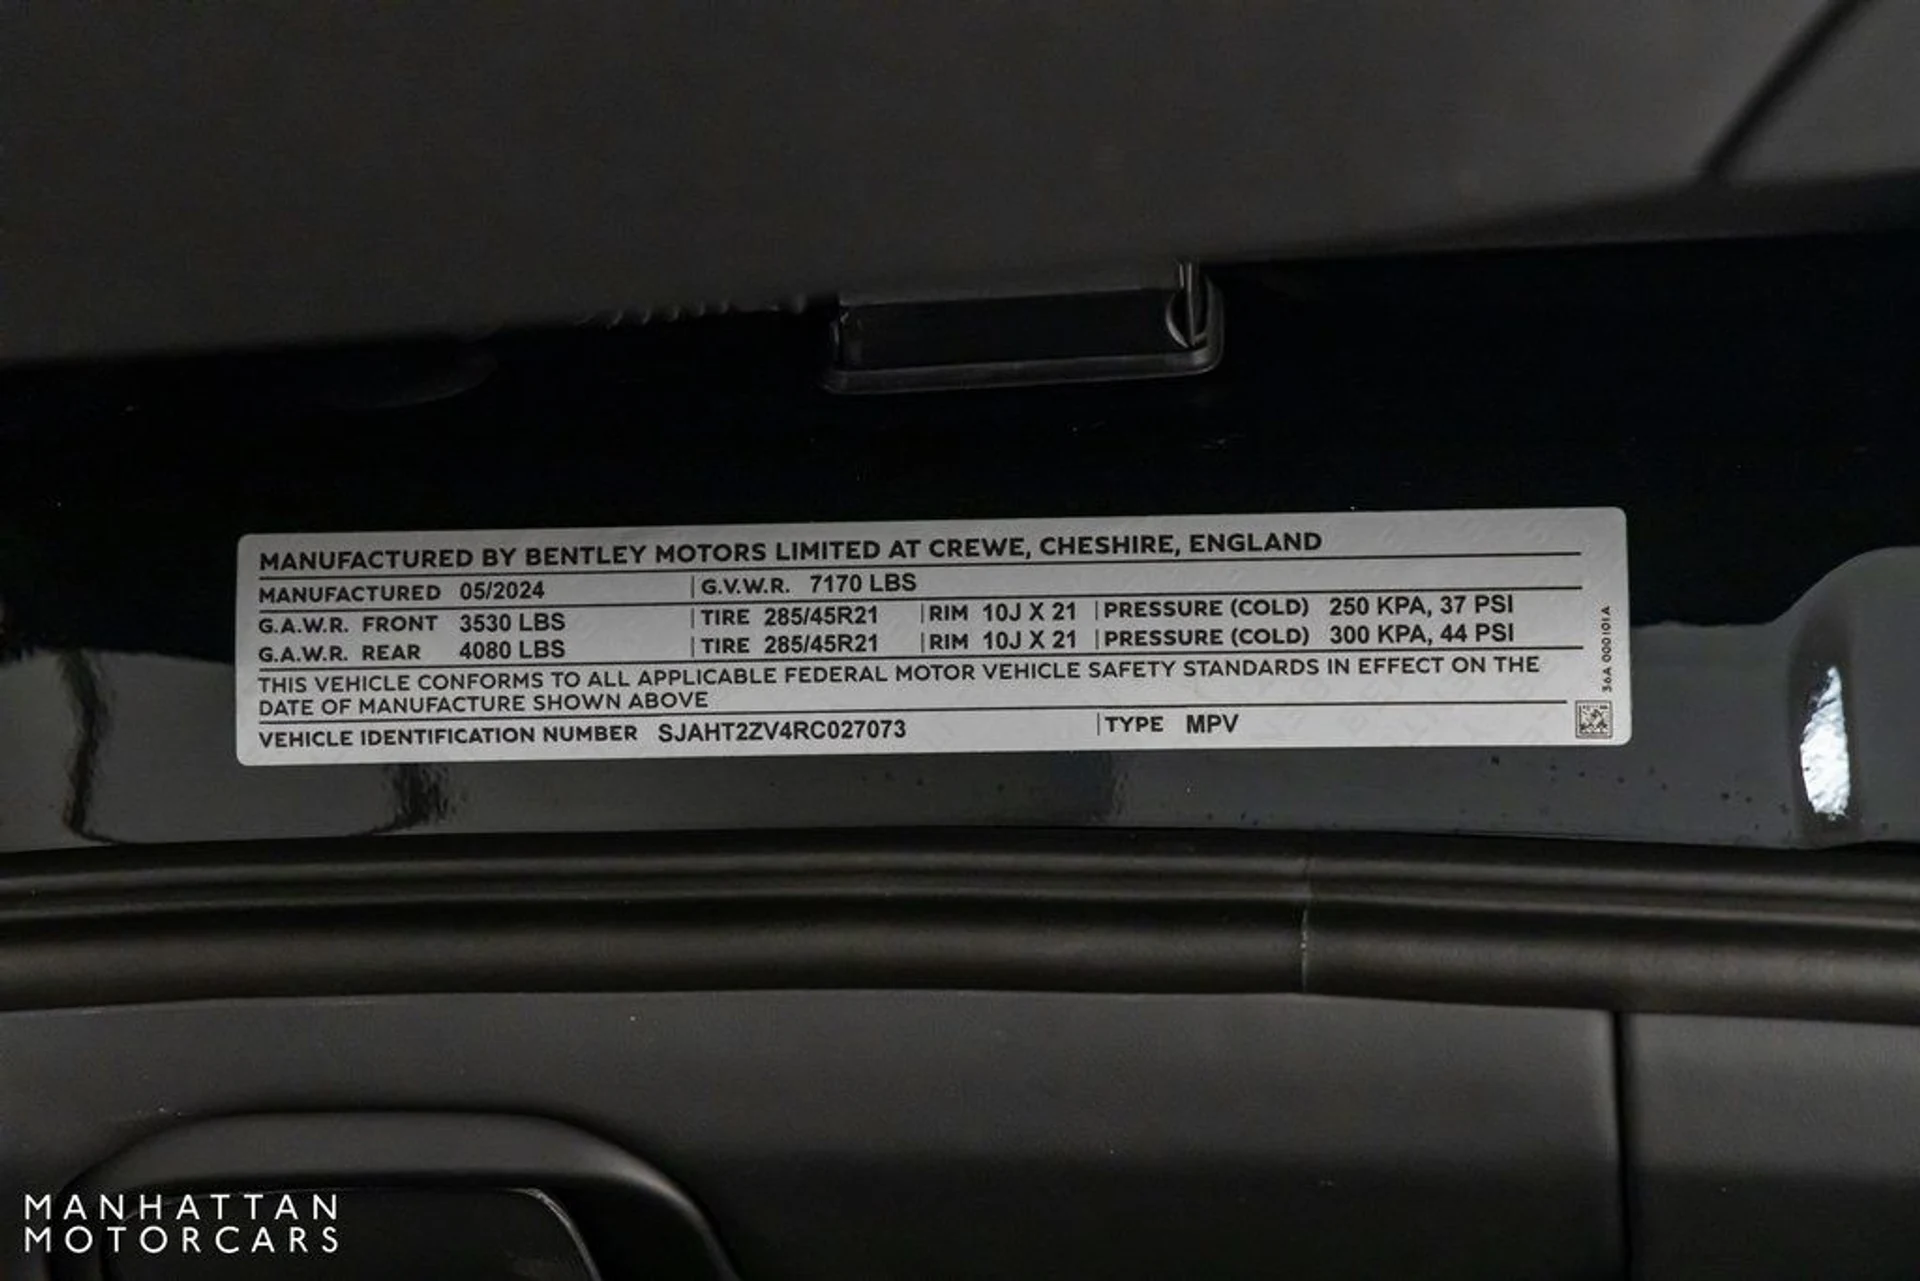 MANUFACTURED BY BENTLEY MOTORS LIMITED AT CREWE, CHESHIRE, ENGLAND
MANUFACTURED 05/2024 G.V.W.R. 7170 LBS
G.A.W.R. FRONT 3530 LBS TIRE 285/45R21 RIM 10J X 21 PRESSURE (COLD) 250 KPA, 37 PSI
G.A.W.R. REAR 4080 LBS TIRE 285/45R21 RIM 10J X 21 PRESSURE (COLD) 300 KPA, 44 PSI
THIS VEHICLE CONFORMS TO ALL APPLICABLE FEDERAL MOTOR VEHICLE SAFETY STANDARDS IN EFFECT ON THE
DATE OF MANUFACTURE SHOWN ABOVE
VEHICLE IDENTIFICATION NUMBER SJAHT2ZV4RC027073 TYPE MPV
36A 000101A
MANHATTAN
MOTORCARS